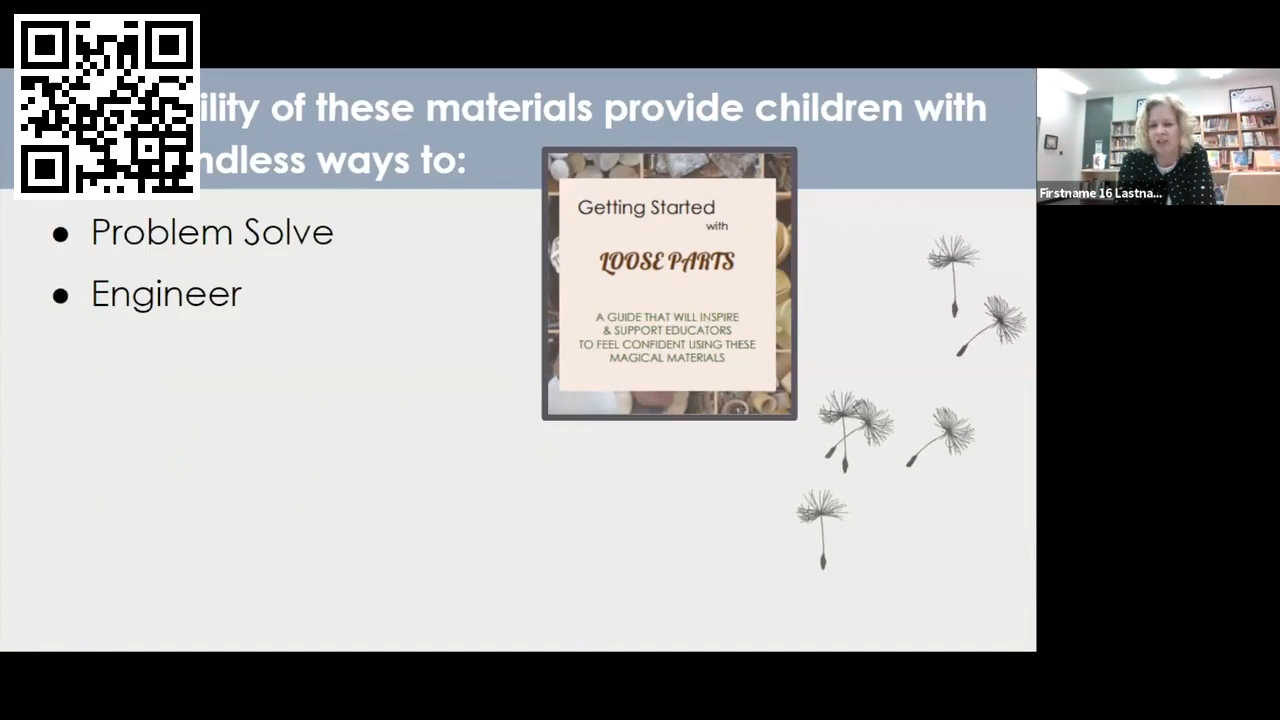 ility of these materials provide children with
ndless ways to:
● Problem Solve
● Engineer
Getting Started
with
LOOSE PARTS
A GUIDE THAT WILL INSPIRE
& SUPPORT EDUCATORS
TO FEEL CONFIDENT USING THESE
MAGICAL MATERIALS
Firstname 16 Lastna...